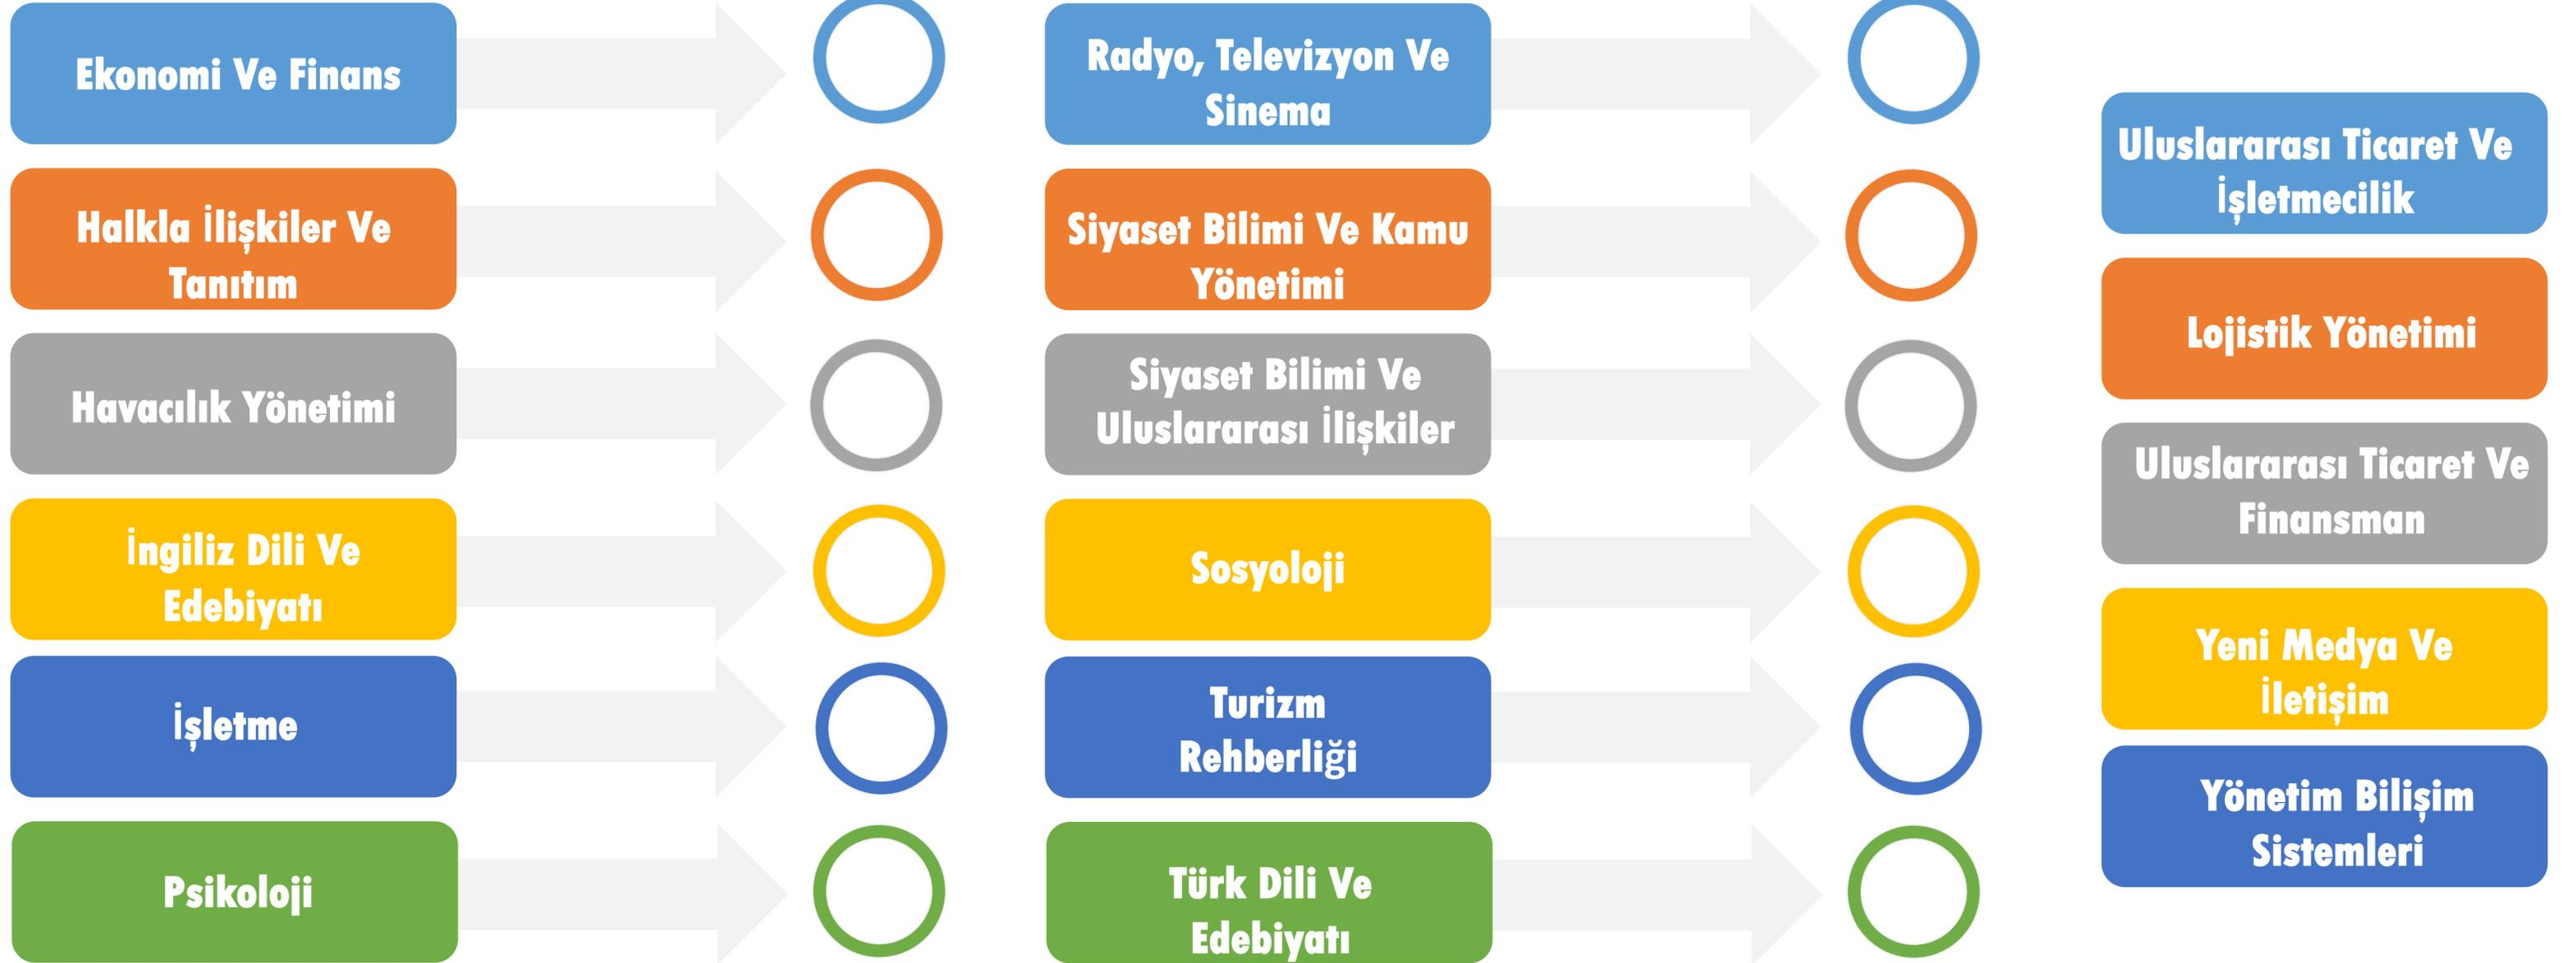 Ekonomi Ve Finans
Halkla İlişkiler Ve
Tanıtım
Havacılık Yönetimi
İngiliz Dili Ve
Edebiyatı
İşletme
Psikoloji
Radyo, Televizyon Ve
Sinema
Siyaset Bilimi Ve Kamu
Yönetimi
Siyaset Bilimi Ve
Uluslararası İlişkiler
Sosyoloji
Turizm
Rehberliği
Türk Dili Ve
Edebiyatı
Uluslararası Ticaret Ve
İşletmecilik
Lojistik Yönetimi
Uluslararası Ticaret Ve
Finansman
Yeni Medya Ve
İletişim
Yönetim Bilişim
Sistemleri